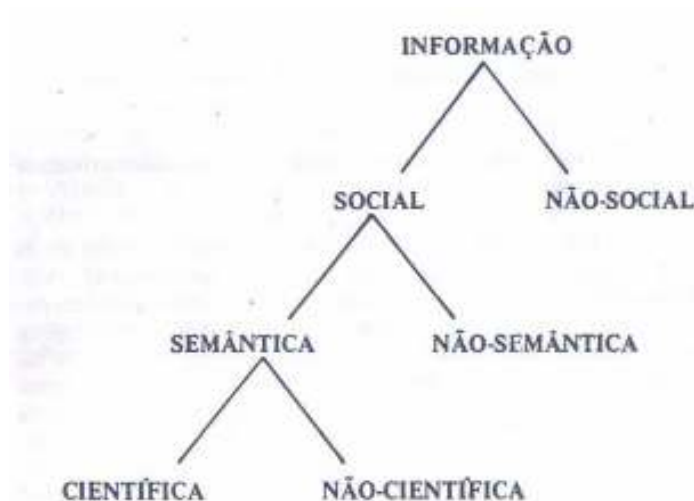 INFORMAÇÃO
SOCIAL NÃO-SOCIAL
SEMÂNTICA NÃO-SEMÂNTICA
CIENTÍFICA NÃO-CIENTÍFICA